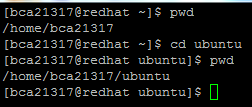 [bca21317@redhat ~]$ pwd
/home/bca21317
[bca21317@redhat ~]$ cd ubuntu
[bca21317@redhat ubuntu]$ pwd
/home/bca21317/ubuntu
[bca21317@redhat ubuntu]$